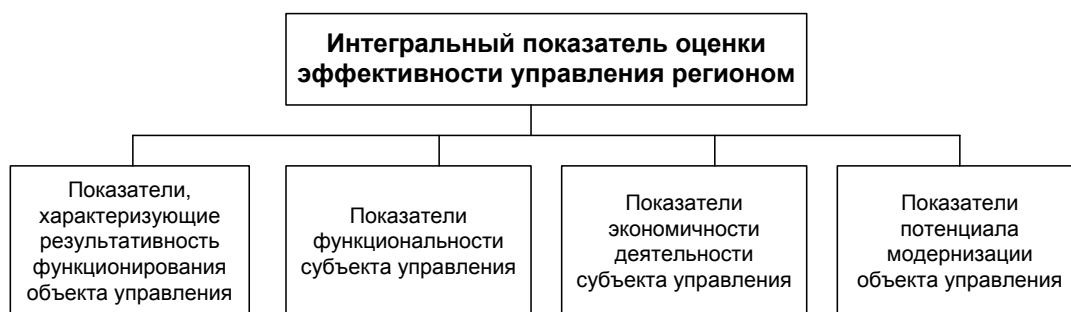 Интегральный показатель оценки
эффективности управления регионом
Показатели,
характеризующие
результативность
функционирования
объекта управления
Показатели
функциональности
субъекта управления
Показатели
экономичности
деятельности
субъекта управления
Показатели
потенциала
модернизации
объекта управления